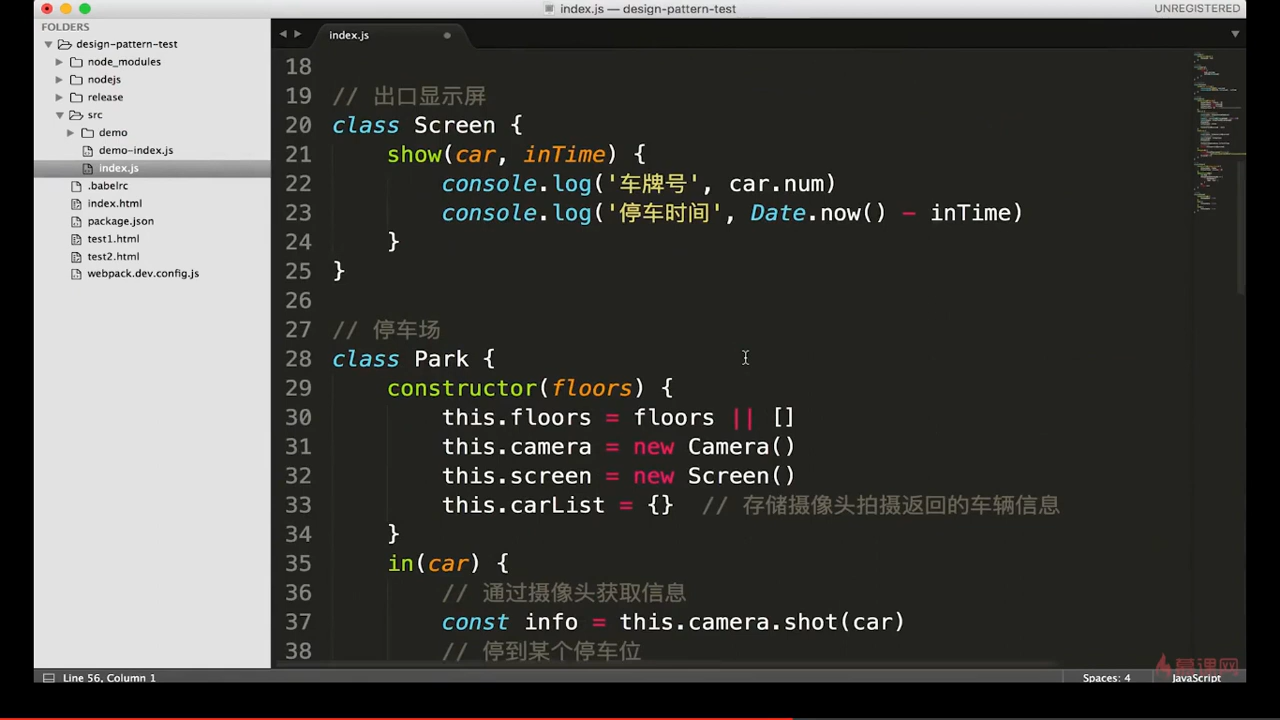 index.js — design-pattern-test
UNREGISTERED
FOLDERS
design-pattern-test
node_modules
nodejs
release
src
demo
demo-index.js
index.js
.babelrc
index.html
package.json
test1.html
test2.html
webpack.dev.config.js
index.js
18
19 // 出口显示屏
20 class Screen {
21 show(car, inTime) {
22 console.log('车牌号', car.num)
23 console.log('停车时间', Date.now() - inTime)
24 }
25 }
26
27 // 停车场
28 class Park {
29 constructor(floors) {
30 this.floors = floors || []
31 this.camera = new Camera()
32 this.screen = new Screen()
33 this.carList = {} // 存储摄像头拍摄返回的车辆信息
34 }
35 in(car) {
36 // 通过摄像头获取信息
37 const info = this.camera.shot(car)
38 // 停到某个停车位
慕课网
Line 56, Column 1
Spaces: 4
JavaScript